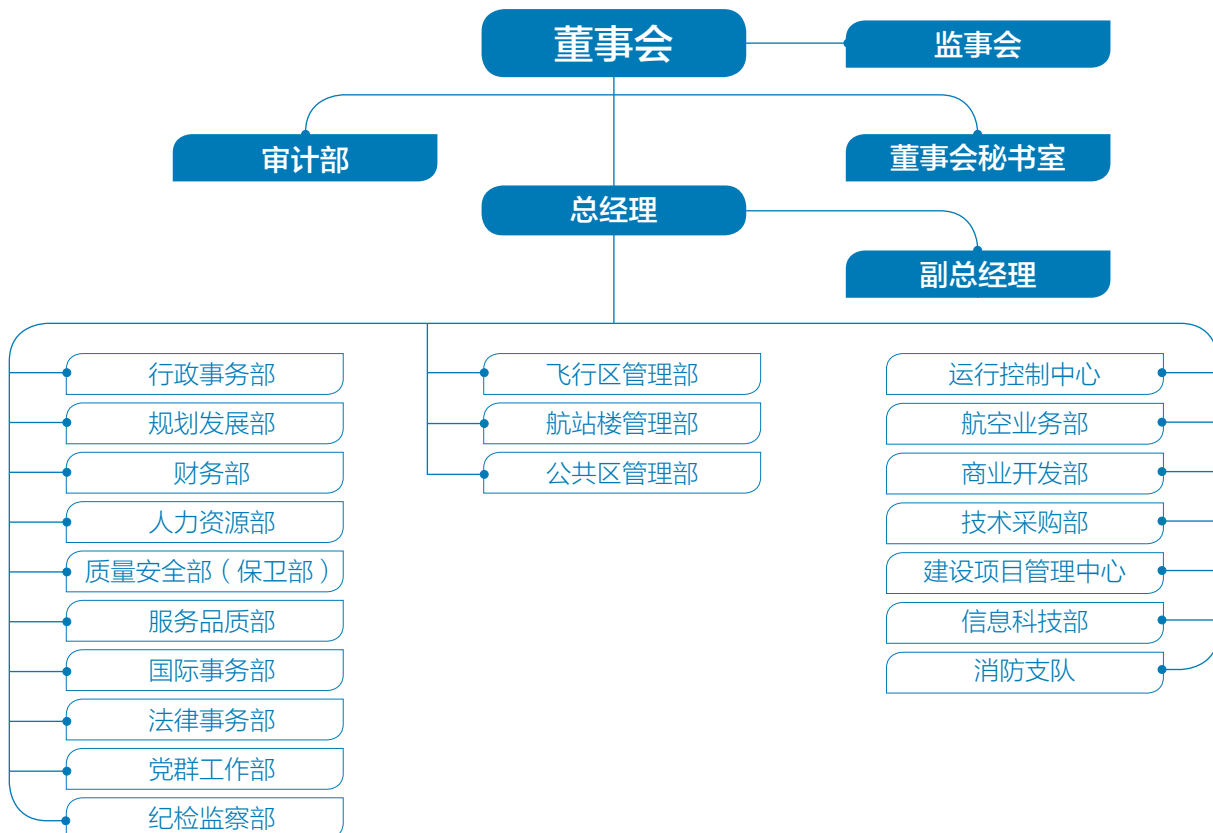 董事会
监事会
审计部
董事会秘书室
总经理
副总经理
行政事务部
规划发展部
财务部
人力资源部
质量安全部（保卫部）
服务品质部
国际事务部
法律事务部
党群工作部
纪检监察部
飞行区管理部
航站楼管理部
公共区管理部
运行控制中心
航空业务部
商业开发部
技术采购部
建设项目管理中心
信息科技部
消防支队